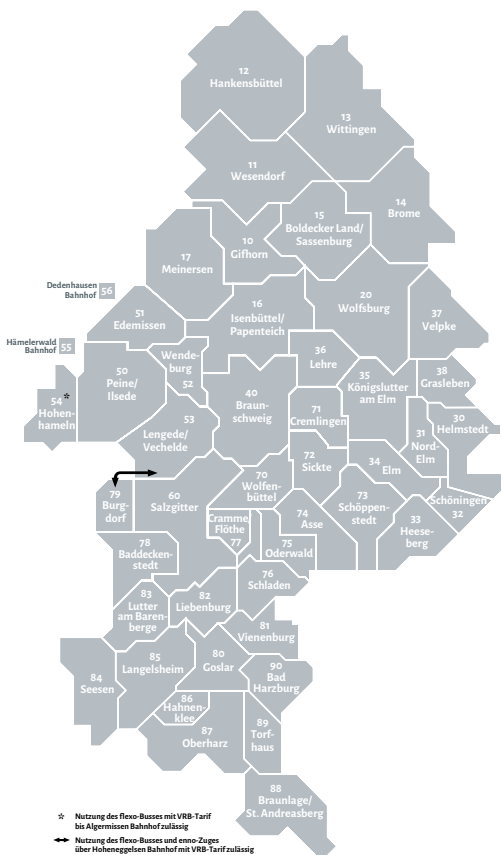 12
Hankensbüttel
13
Wittingen
11
Wesendorf
14
Brome
15
Boldecker Land/
Sassenburg
10
Gifhorn
17
Meinersen
Dedenhausen
Bahnhof
56
20
Wolfsburg
16
Isenbüttel/
Papenteich
37
Velpke
51
Edemissen
Hämelerwald
Bahnhof
55
Wende-
burg
52
36
Lehre
50
Peine/
Ilsede
35
Königslutter
am Elm
38
Grasleben
40
Braun-
schweig
54
Hohen-
hameln
*
53
Lengede/
Vechelde
71
Cremlingen
30
Helmstedt
31
Nord-
Elm
72
Sickte
34 Elm
70
Wolfen-
büttel
79
Burg-
dorf
60
Salzgitter
73
Schöppen-
stedt
Schöningen
32
33
Heese-
berg
74
Asse
Cramme/
Flöthe
77
75
Oderwald
78
Baddecken-
stedt
76
Schladen
83
Lutter
am Baren-
berge
82
Liebenburg
81
Vienenburg
80
Goslar
85
Langelsheim
84
Seesen
90
Bad
Harzburg
86
Hahnen-
klee
87
Oberharz
89
Torf-
haus
88
Braunlage/
St. Andreasberg
* Nutzung des flexo-Busses mit VRB-Tarif
bis Algermissen Bahnhof zulässig
Nutzung des flexo-Busses und enno-Zuges
über Hoheneggelsen Bahnhof mit VRB-Tarif zulässig